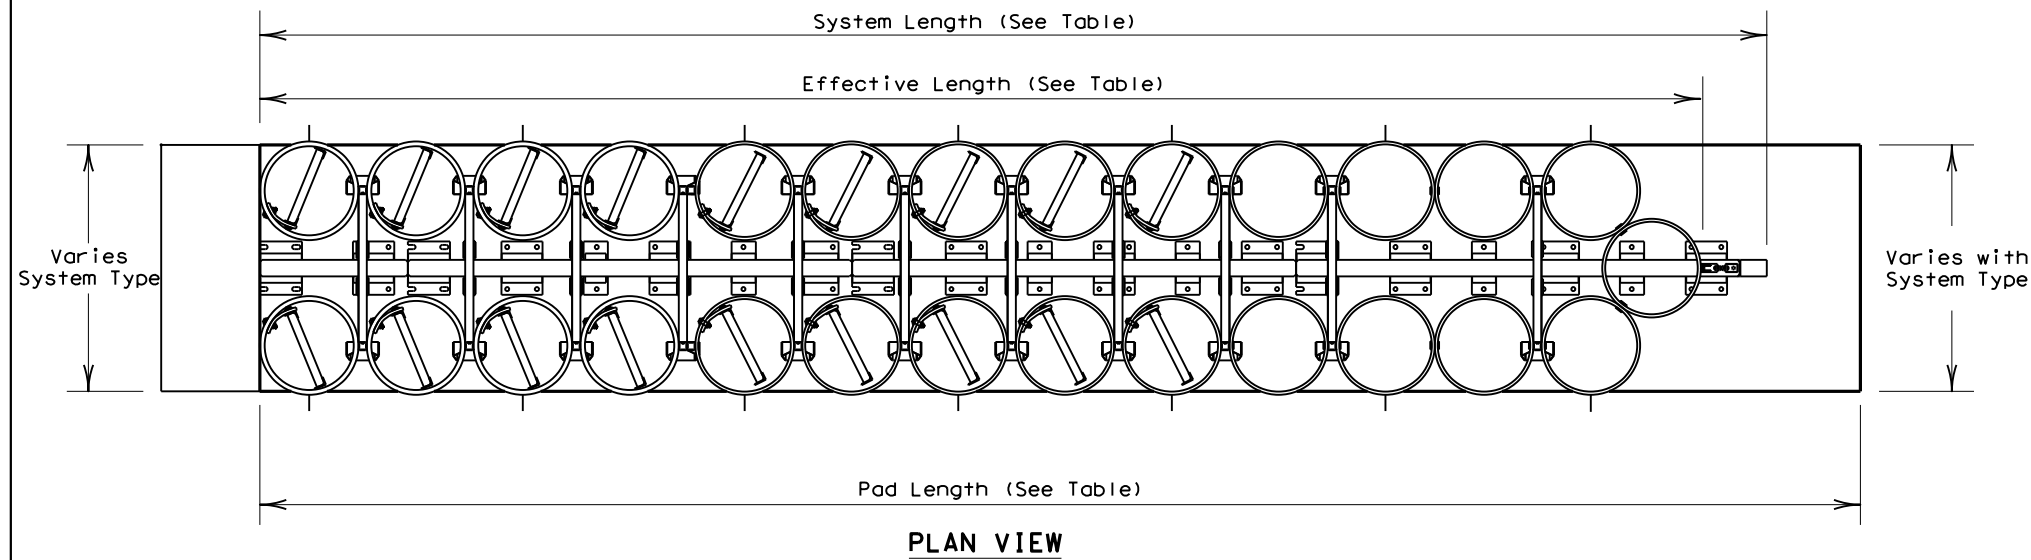 System Length (See Table)
Effective Length (See Table)
Varies
System Type
Varies with
System Type
Pad Length (See Table)
PLAN VIEW